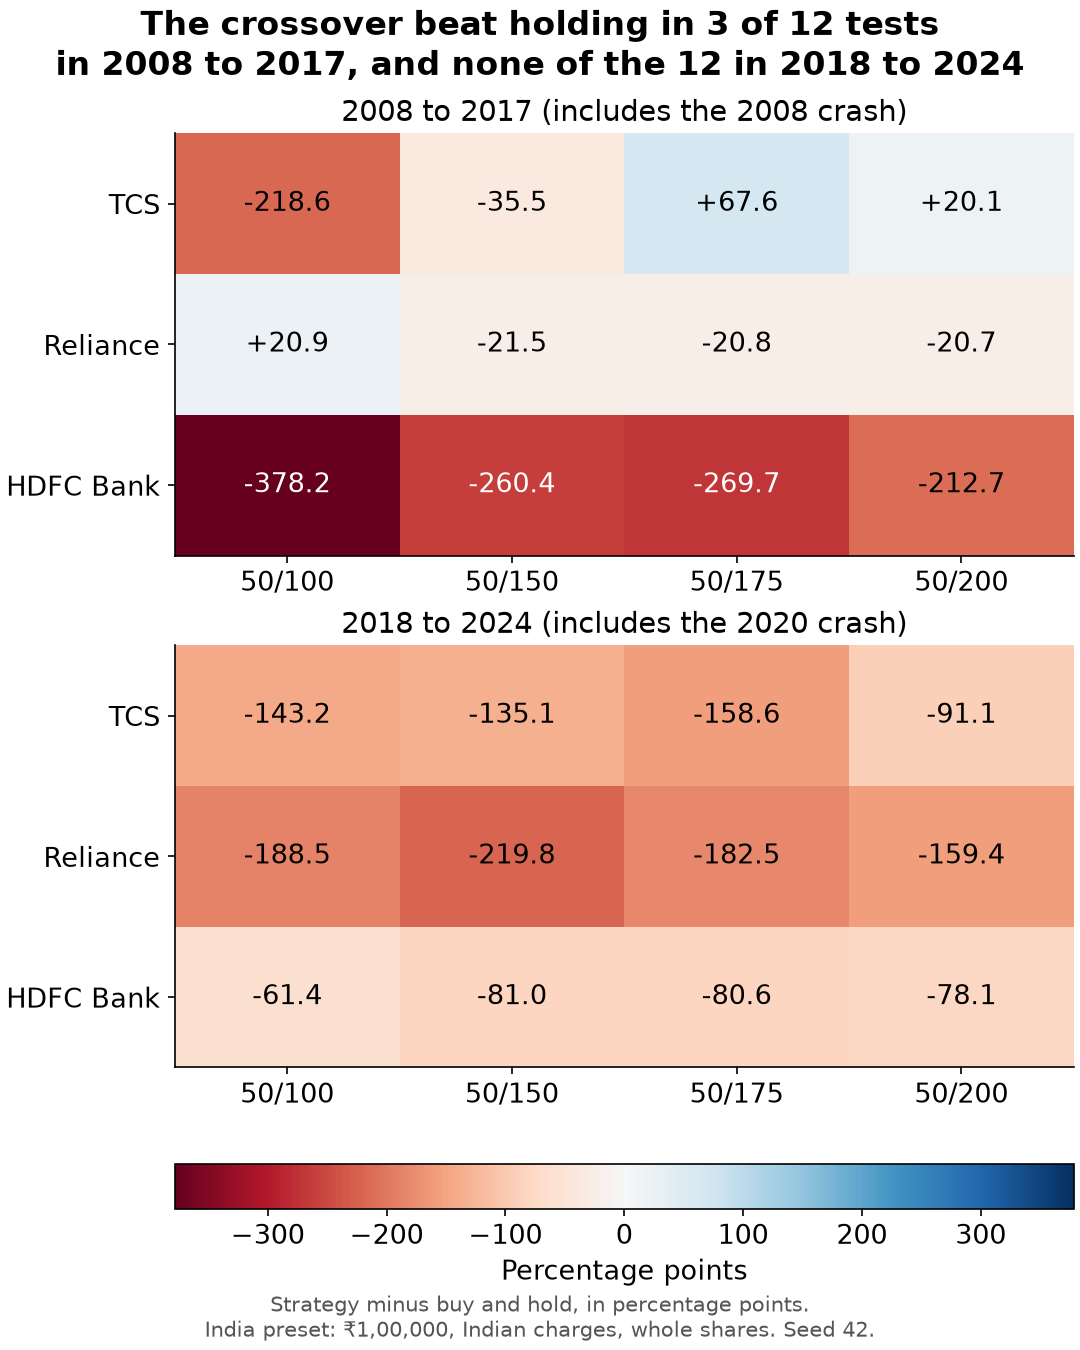 The crossover beat holding in 3 of 12 tests
in 2008 to 2017, and none of the 12 in 2018 to 2024
2008 to 2017 (includes the 2008 crash)
TCS -218.6 -35.5 +67.6 +20.1
Reliance +20.9 -21.5 -20.8 -20.7
HDFC Bank -378.2 -260.4 -269.7 -212.7
50/100 50/150 50/175 50/200
2018 to 2024 (includes the 2020 crash)
TCS -143.2 -135.1 -158.6 -91.1
Reliance -188.5 -219.8 -182.5 -159.4
HDFC Bank -61.4 -81.0 -80.6 -78.1
50/100 50/150 50/175 50/200
−300 −200 −100 0 100 200 300
Percentage points
Strategy minus buy and hold, in percentage points.
India preset: ₹1,00,000, Indian charges, whole shares. Seed 42.